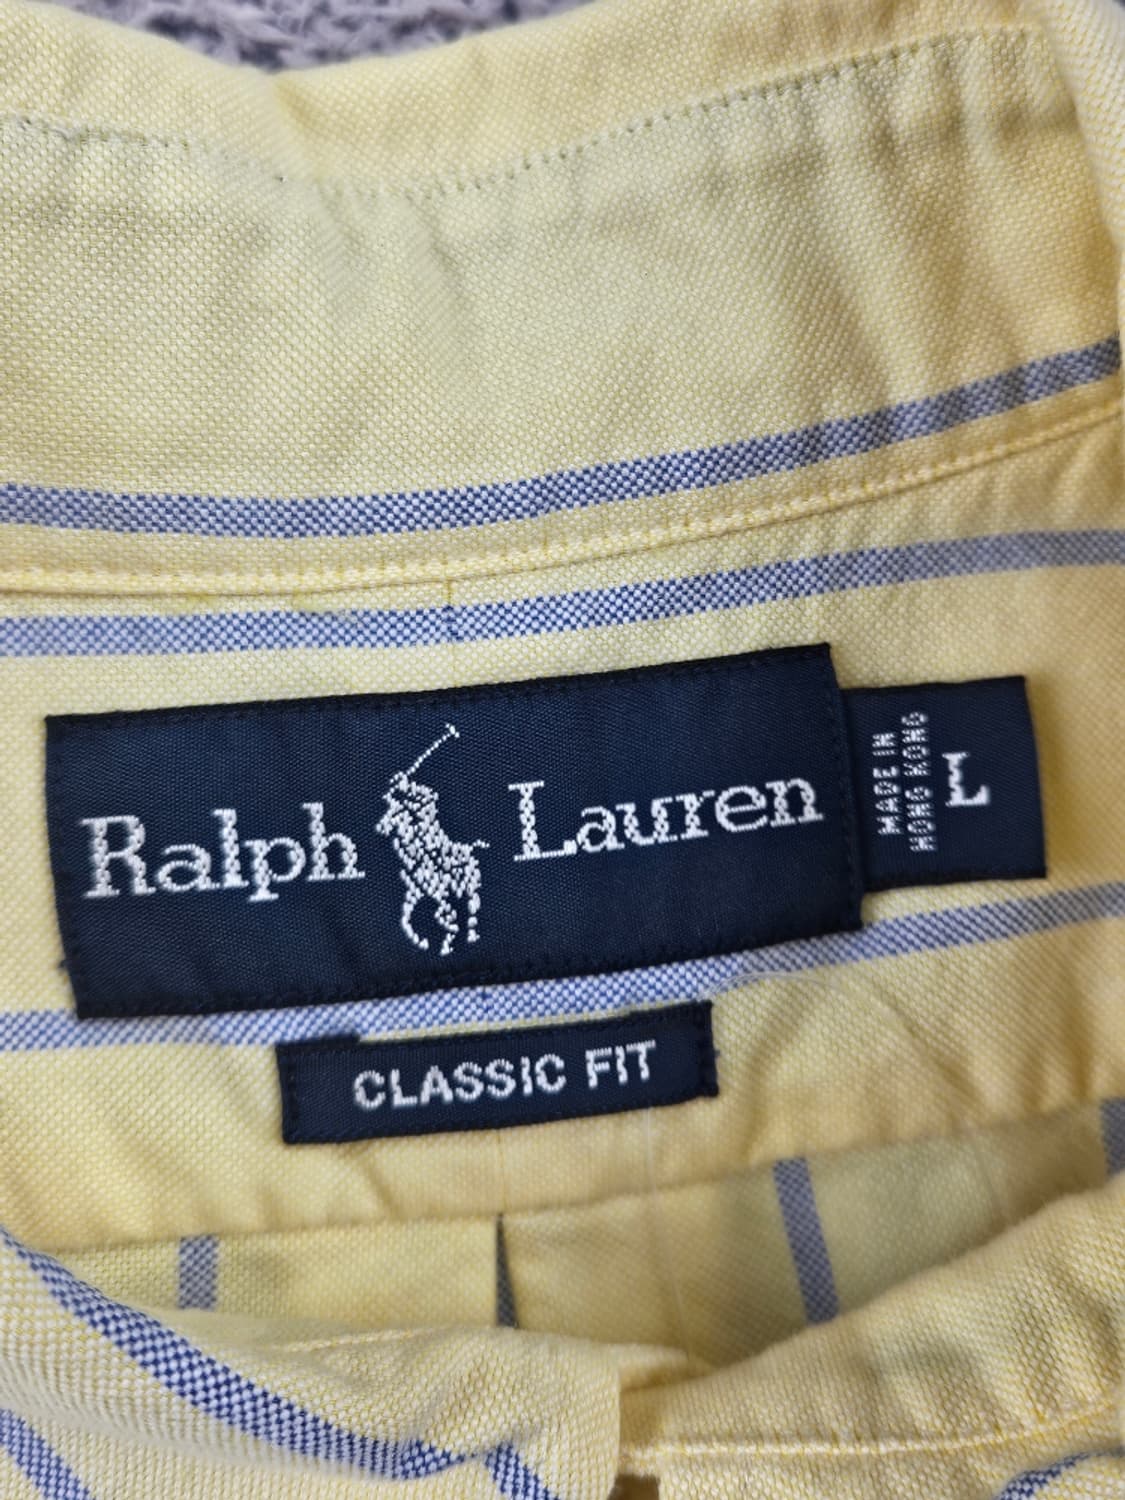 Ralph Lauren
MADE IN
HONG KONG
L
CLASSIC FIT